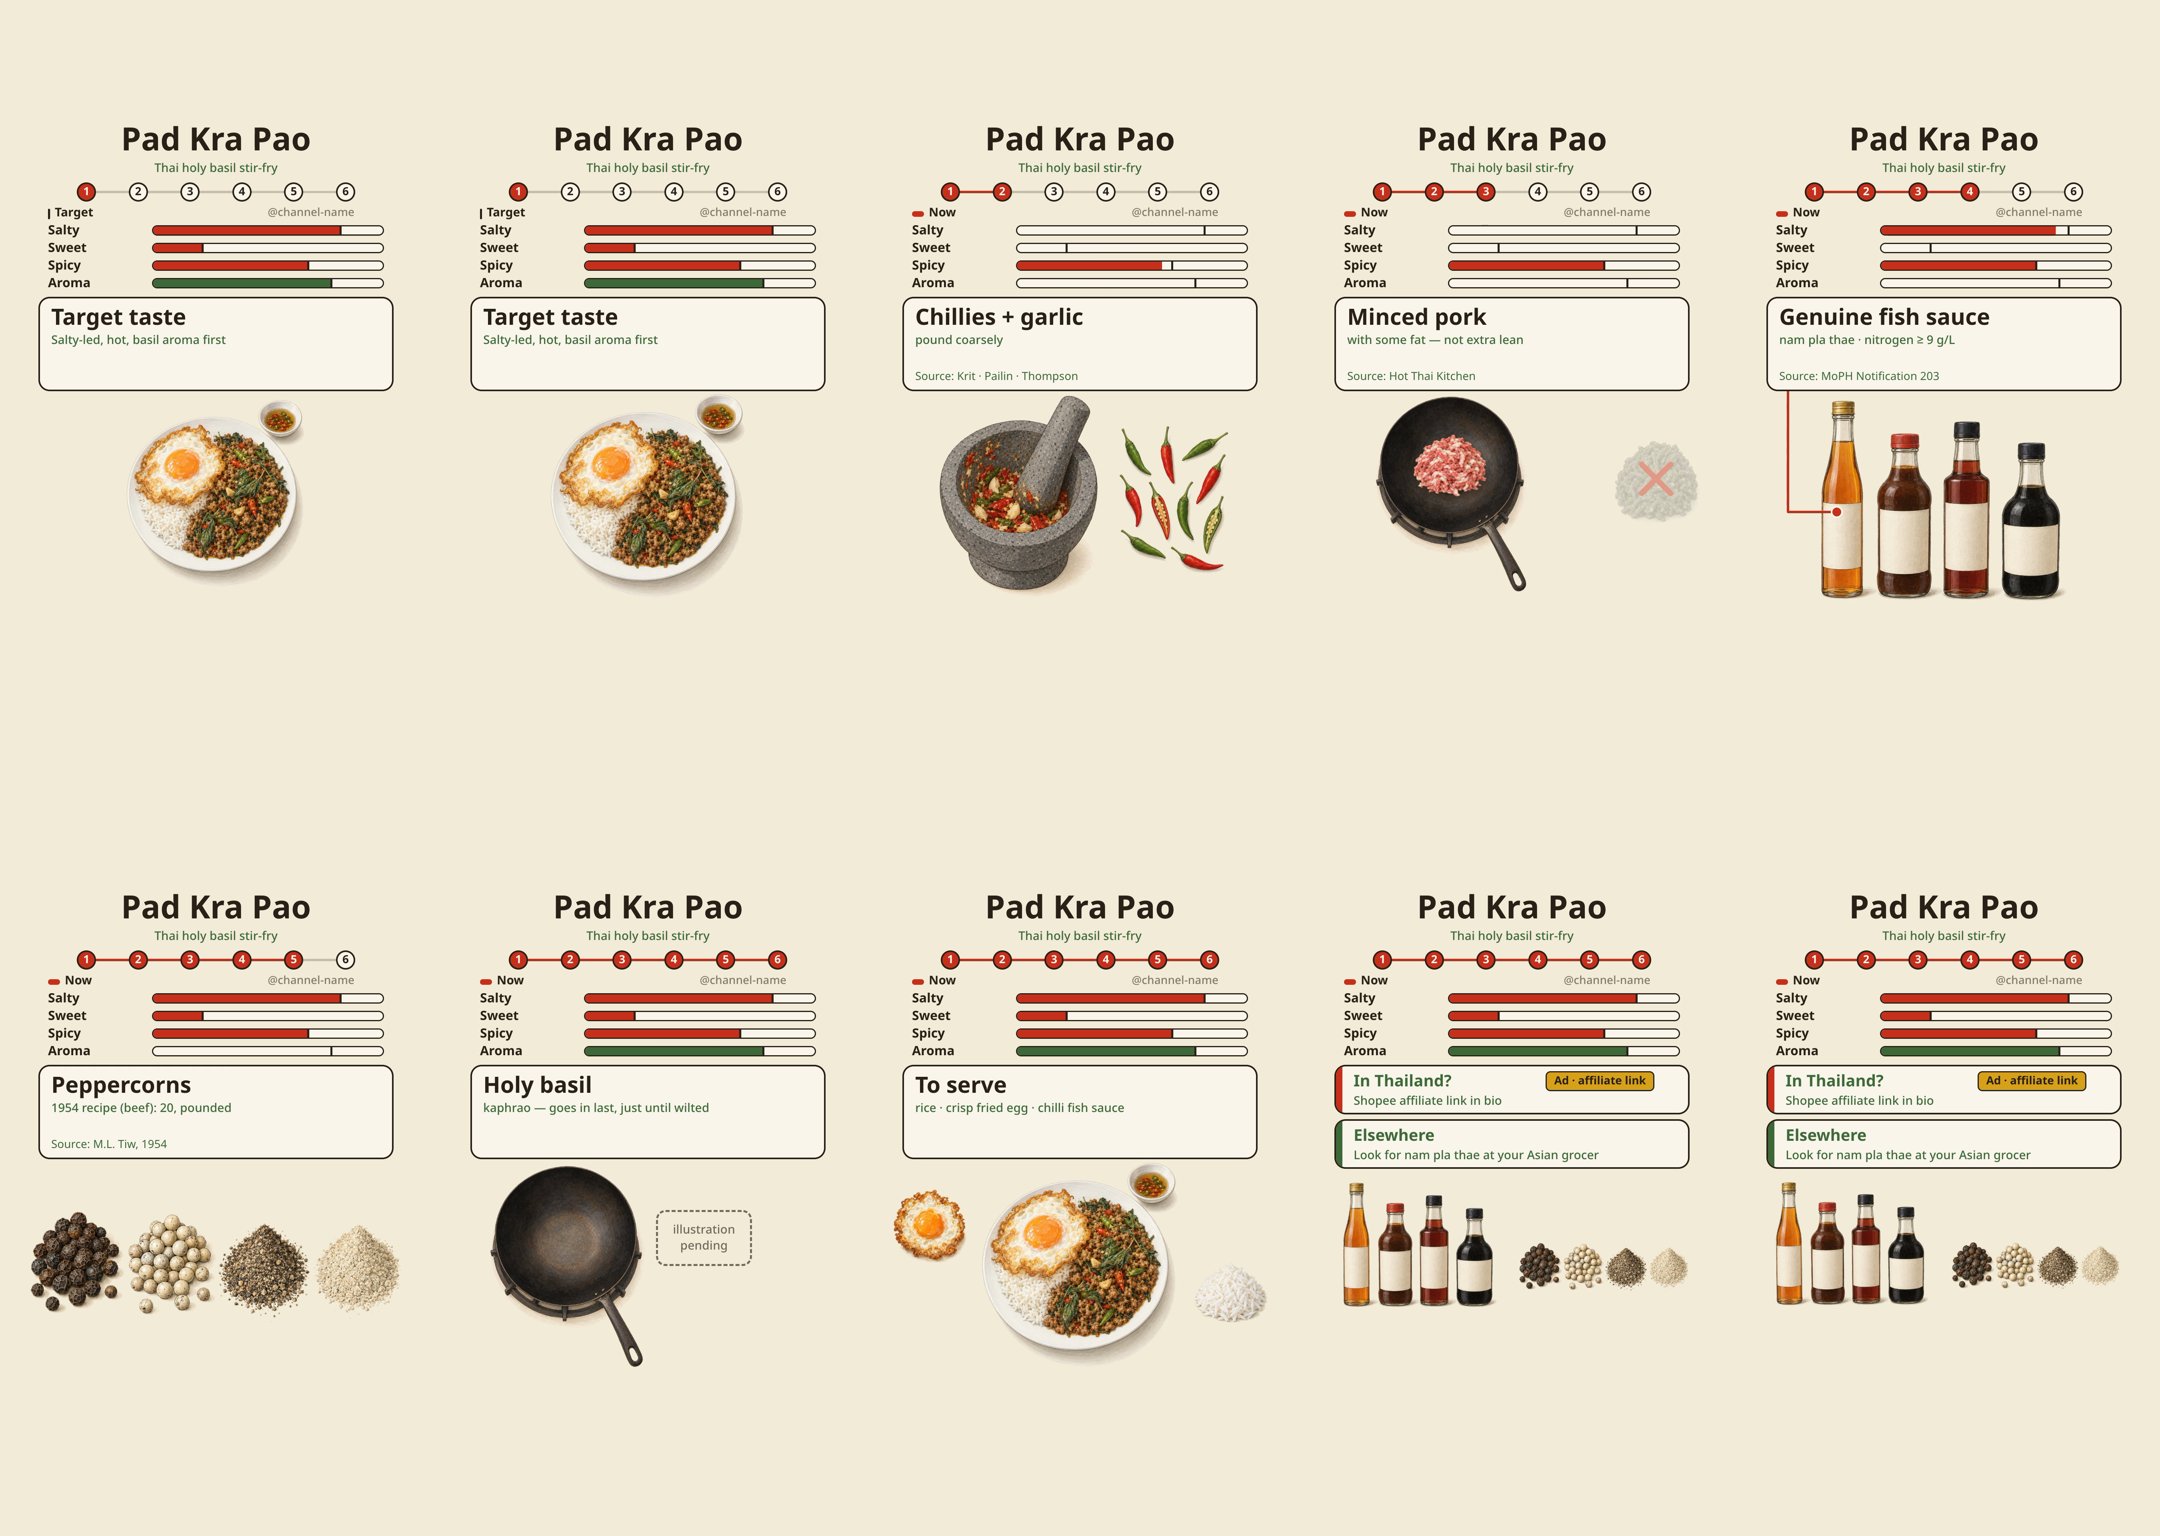 Pad Kra Pao
Thai holy basil stir-fry
1 2 3 4 5 6
Target @channel-name
Salty
Sweet
Spicy
Aroma
Target taste
Salty-led, hot, basil aroma first
Pad Kra Pao
Thai holy basil stir-fry
1 2 3 4 5 6
Target @channel-name
Salty
Sweet
Spicy
Aroma
Target taste
Salty-led, hot, basil aroma first
Pad Kra Pao
Thai holy basil stir-fry
1 2 3 4 5 6
Now @channel-name
Salty
Sweet
Spicy
Aroma
Chillies + garlic
pound coarsely
Source: Krit · Pailin · Thompson
Pad Kra Pao
Thai holy basil stir-fry
1 2 3 4 5 6
Now @channel-name
Salty
Sweet
Spicy
Aroma
Minced pork
with some fat — not extra lean
Source: Hot Thai Kitchen
Pad Kra Pao
Thai holy basil stir-fry
1 2 3 4 5 6
Now @channel-name
Salty
Sweet
Spicy
Aroma
Genuine fish sauce
nam pla thae · nitrogen ≥ 9 g/L
Source: MoPH Notification 203
Pad Kra Pao
Thai holy basil stir-fry
1 2 3 4 5 6
Now @channel-name
Salty
Sweet
Spicy
Aroma
Peppercorns
1954 recipe (beef): 20, pounded
Source: M.L. Tiw, 1954
Pad Kra Pao
Thai holy basil stir-fry
1 2 3 4 5 6
Now @channel-name
Salty
Sweet
Spicy
Aroma
Holy basil
kaphrao — goes in last, just until wilted
illustration
pending
Pad Kra Pao
Thai holy basil stir-fry
1 2 3 4 5 6
Now @channel-name
Salty
Sweet
Spicy
Aroma
To serve
rice · crisp fried egg · chilli fish sauce
Pad Kra Pao
Thai holy basil stir-fry
1 2 3 4 5 6
Now @channel-name
Salty
Sweet
Spicy
Aroma
In Thailand? Ad · affiliate link
Shopee affiliate link in bio
Elsewhere
Look for nam pla thae at your Asian grocer
Pad Kra Pao
Thai holy basil stir-fry
1 2 3 4 5 6
Now @channel-name
Salty
Sweet
Spicy
Aroma
In Thailand? Ad · affiliate link
Shopee affiliate link in bio
Elsewhere
Look for nam pla thae at your Asian grocer